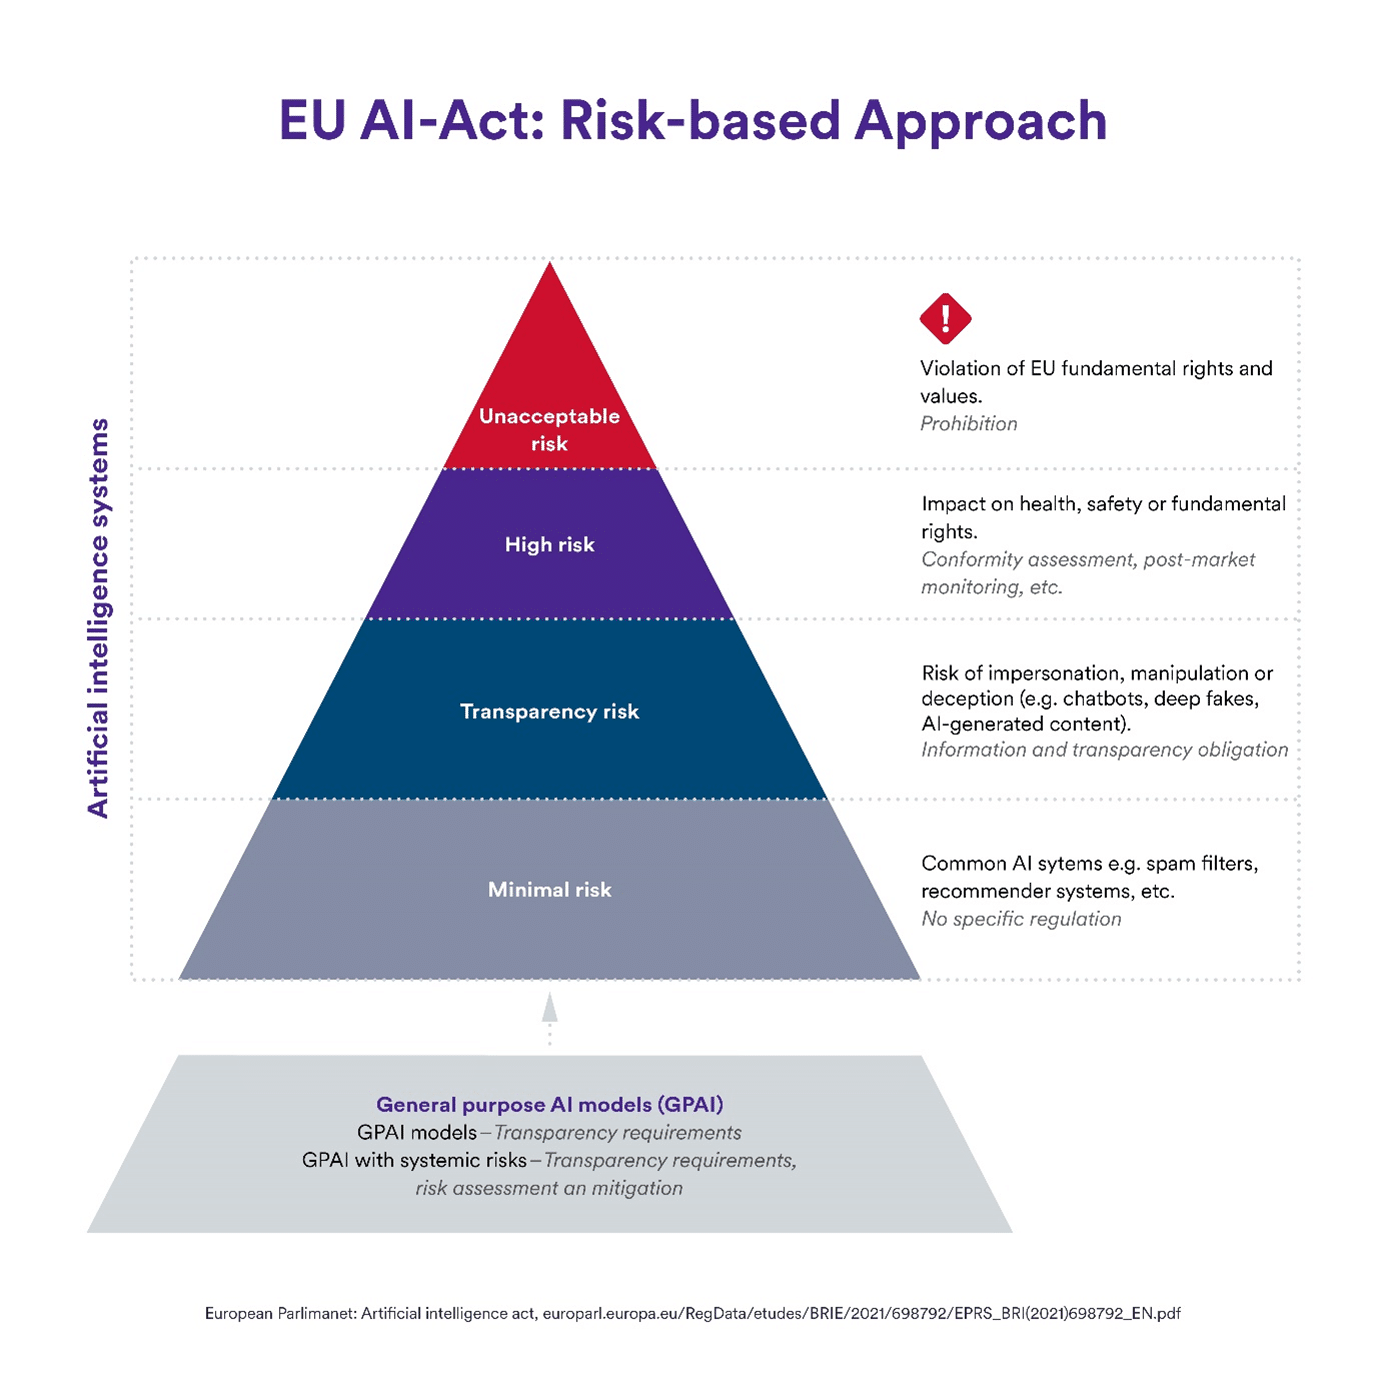 EU AI-Act: Risk-based Approach
Artificial intelligence systems
Unacceptable
risk
!
Violation of EU fundamental rights and
values.
Prohibition
High risk
Impact on health, safety or fundamental
rights.
Conformity assessment, post-market
monitoring, etc.
Transparency risk
Risk of impersonation, manipulation or
deception (e.g. chatbots, deep fakes,
AI-generated content).
Information and transparency obligation
Minimal risk
Common AI sytems e.g. spam filters,
recommender systems, etc.
No specific regulation
General purpose AI models (GPAI)
GPAI models – Transparency requirements
GPAI with systemic risks – Transparency requirements,
risk assessment an mitigation
European Parlimanet: Artificial intelligence act, europarl.europa.eu/RegData/etudes/BRIE/2021/698792/EPRS_BRI(2021)698792_EN.pdf